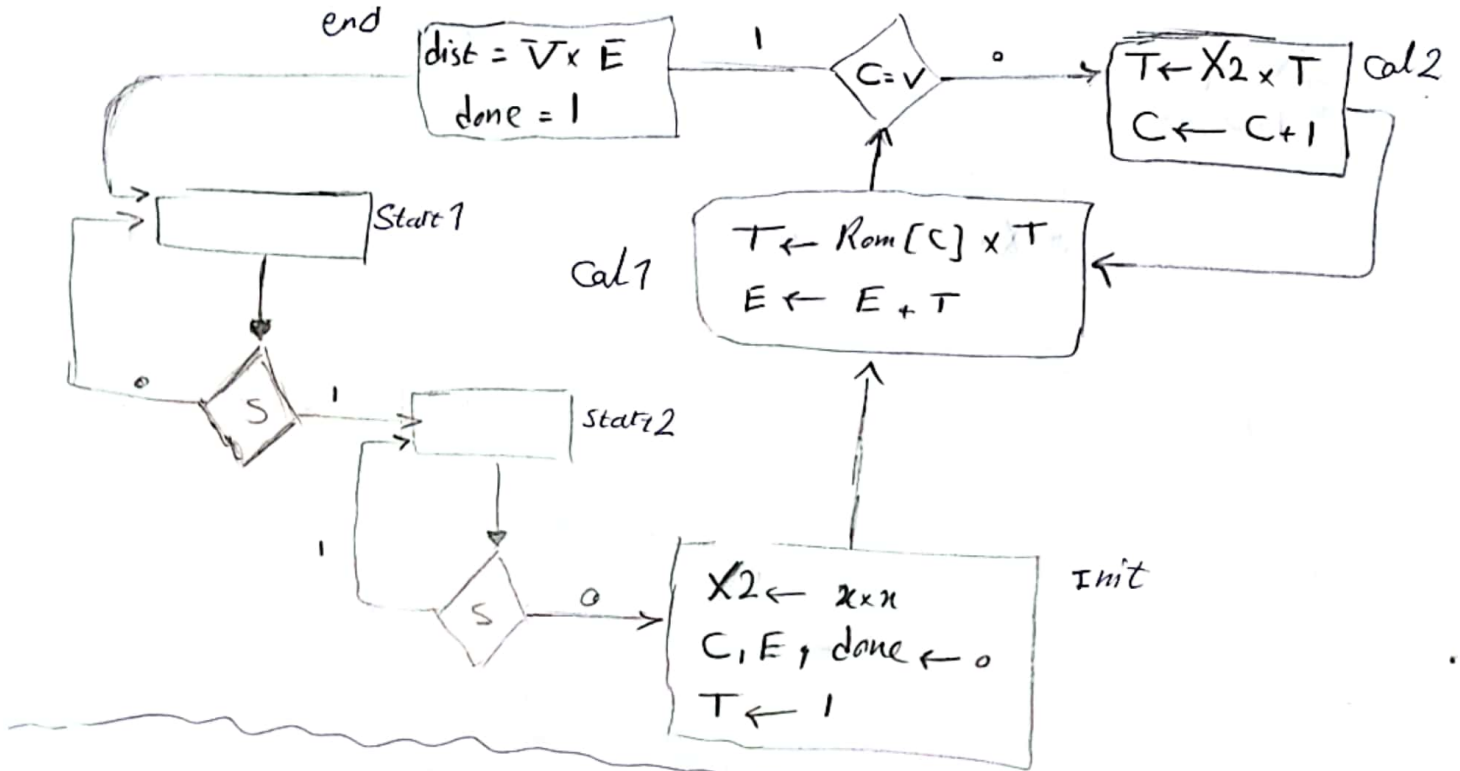 end
dist = V × E
done = 1
1
C=V
0
T ← X2 × T
C ← C+1
Cal2
Start1
Cal1
T ← Rom[C] × T
E ← E + T
S
0
1
Start2
1
S
0
X2 ← x×x
C, E, done ← 0
T ← 1
Init